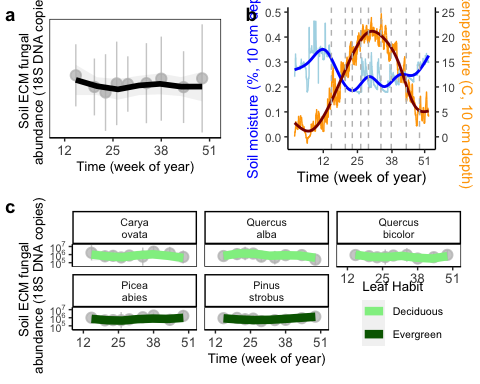 a
Soil ECM fungal
abundance (18S DNA copies)
12 25 38 51
Time (week of year)
b
Soil moisture (%, 10 cm dep
0.5
0.4
0.3
0.2
0.1
0.0
12 25 38 51
Time (week of year)
25
20
15
10
5
0
temperature (C, 10 cm depth)
c
Soil ECM fungal
abundance (18S DNA copies)
Carya
ovata
Quercus
alba
Quercus
bicolor
10⁷
10⁶
10⁵
12 25 38 51
Picea
abies
Pinus
strobus
10⁷
10⁶
10⁵
12 25 38 51
12 25 38 51
Time (week of year)
Leaf Habit
Deciduous
Evergreen